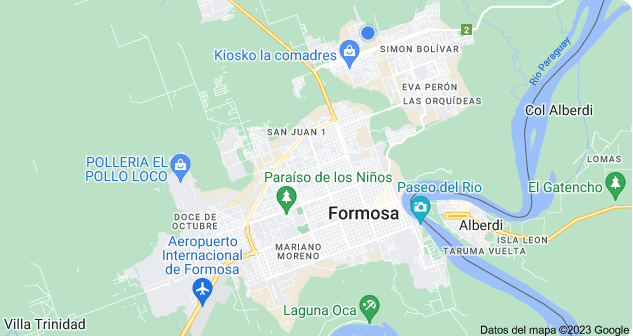 2
SIMON BOLÍVAR
Kiosko la comadres
Río Paraguay
EVA PERÓN
LAS ORQUÍDEAS
Col Alberdi
SAN JUAN 1
POLLERIA EL
POLLO LOCO
LOMAS
Paraíso de los Niños
Paseo del Rio
El Gatencho
DOCE DE
OCTUBRE
Formosa
Alberdi
Aeropuerto
Internacional
de Formosa
MARIANO
MORENO
ISLA LEON
TARUMA VUELTA
Laguna Oca
Villa Trinidad
Datos del mapa ©2023 Google